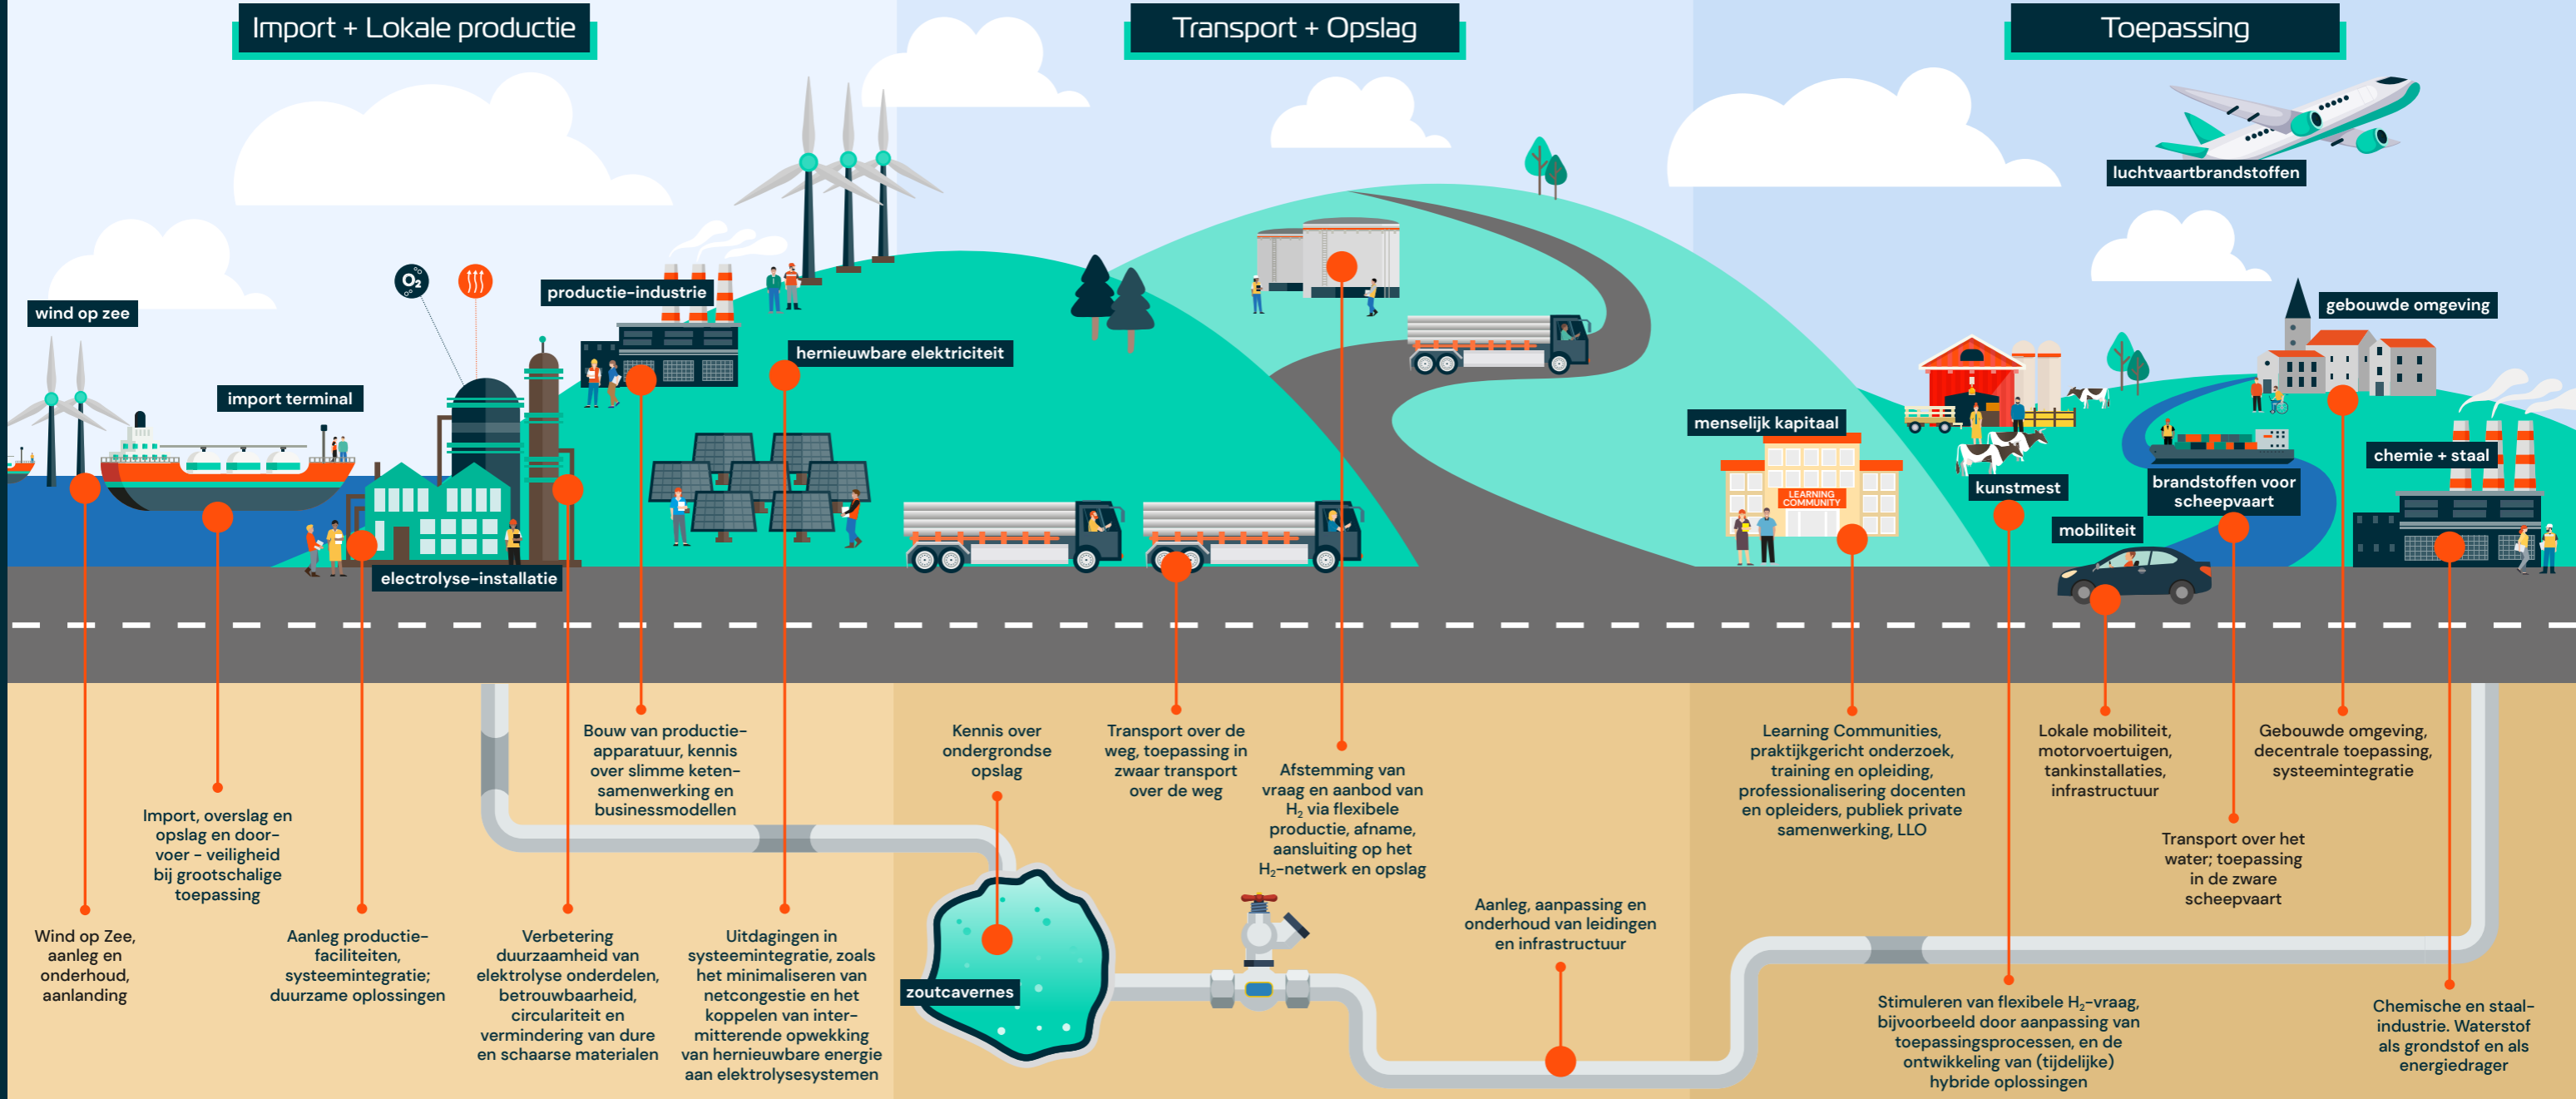 Import + Lokale productie
Transport + Opslag
Toepassing
luchtvaartbrandstoffen
wind op zee
O₂
productie-industrie
hernieuwbare elektriciteit
import terminal
electrolyse-installatie
menselijk kapitaal
LEARNING
COMMUNITY
kunstmest
mobiliteit
brandstoffen voor
scheepvaart
gebouwde omgeving
chemie + staal
Wind op Zee,
aanleg en
onderhoud,
aanlanding
Import, overslag en
opslag en door-
voer - veiligheid
bij grootschalige
toepassing
Aanleg productie-
faciliteiten,
systeemintegratie;
duurzame oplossingen
Verbetering
duurzaamheid van
elektrolyse onderdelen,
betrouwbaarheid,
circulariteit en
vermindering van dure
en schaarse materialen
Bouw van productie-
apparatuur, kennis
over slimme keten-
samenwerking en
businessmodellen
Uitdagingen in
systeemintegratie, zoals
het minimaliseren van
netcongestie en het
koppelen van inter-
mitterende opwekking
van hernieuwbare energie
aan elektrolysesystemen
Kennis over
ondergrondse
opslag
zoutcavernes
Transport over de
weg, toepassing in
zwaar transport
over de weg
Afstemming van
vraag en aanbod van
H₂ via flexibele
productie, afname,
aansluiting op het
H₂-netwerk en opslag
Aanleg, aanpassing en
onderhoud van leidingen
en infrastructuur
Learning Communities,
praktijkgericht onderzoek,
training en opleiding,
professionalisering docenten
en opleiders, publiek private
samenwerking, LLO
Stimuleren van flexibele H₂-vraag,
bijvoorbeeld door aanpassing van
toepassingsprocessen, en de
ontwikkeling van (tijdelijke)
hybride oplossingen
Lokale mobiliteit,
motorvoertuigen,
tankinstallaties,
infrastructuur
Transport over het
water; toepassing
in de zware
scheepvaart
Gebouwde omgeving,
decentrale toepassing,
systeemintegratie
Chemische en staal-
industrie. Waterstof
als grondstof en als
energiedrager